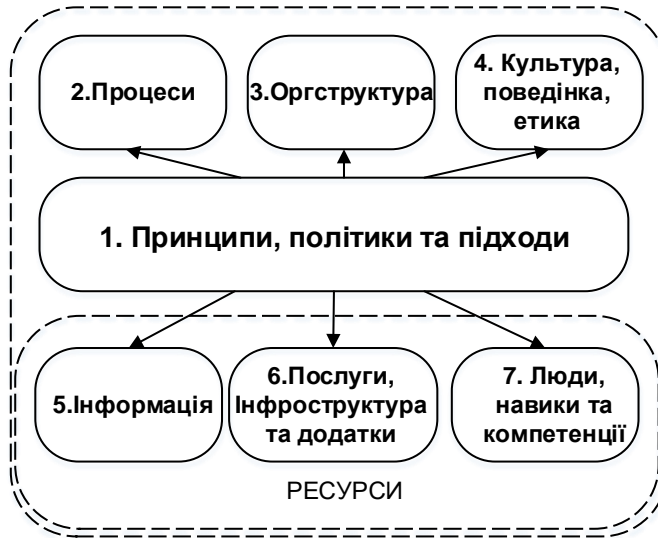 2.Процеси
3.Оргструктура
4. Культура,
поведінка,
етика
1. Принципи, політики та підходи
5.Інформація
6.Послуги,
Інфроструктура
та додатки
7. Люди,
навики та
компетенції
РЕСУРСИ